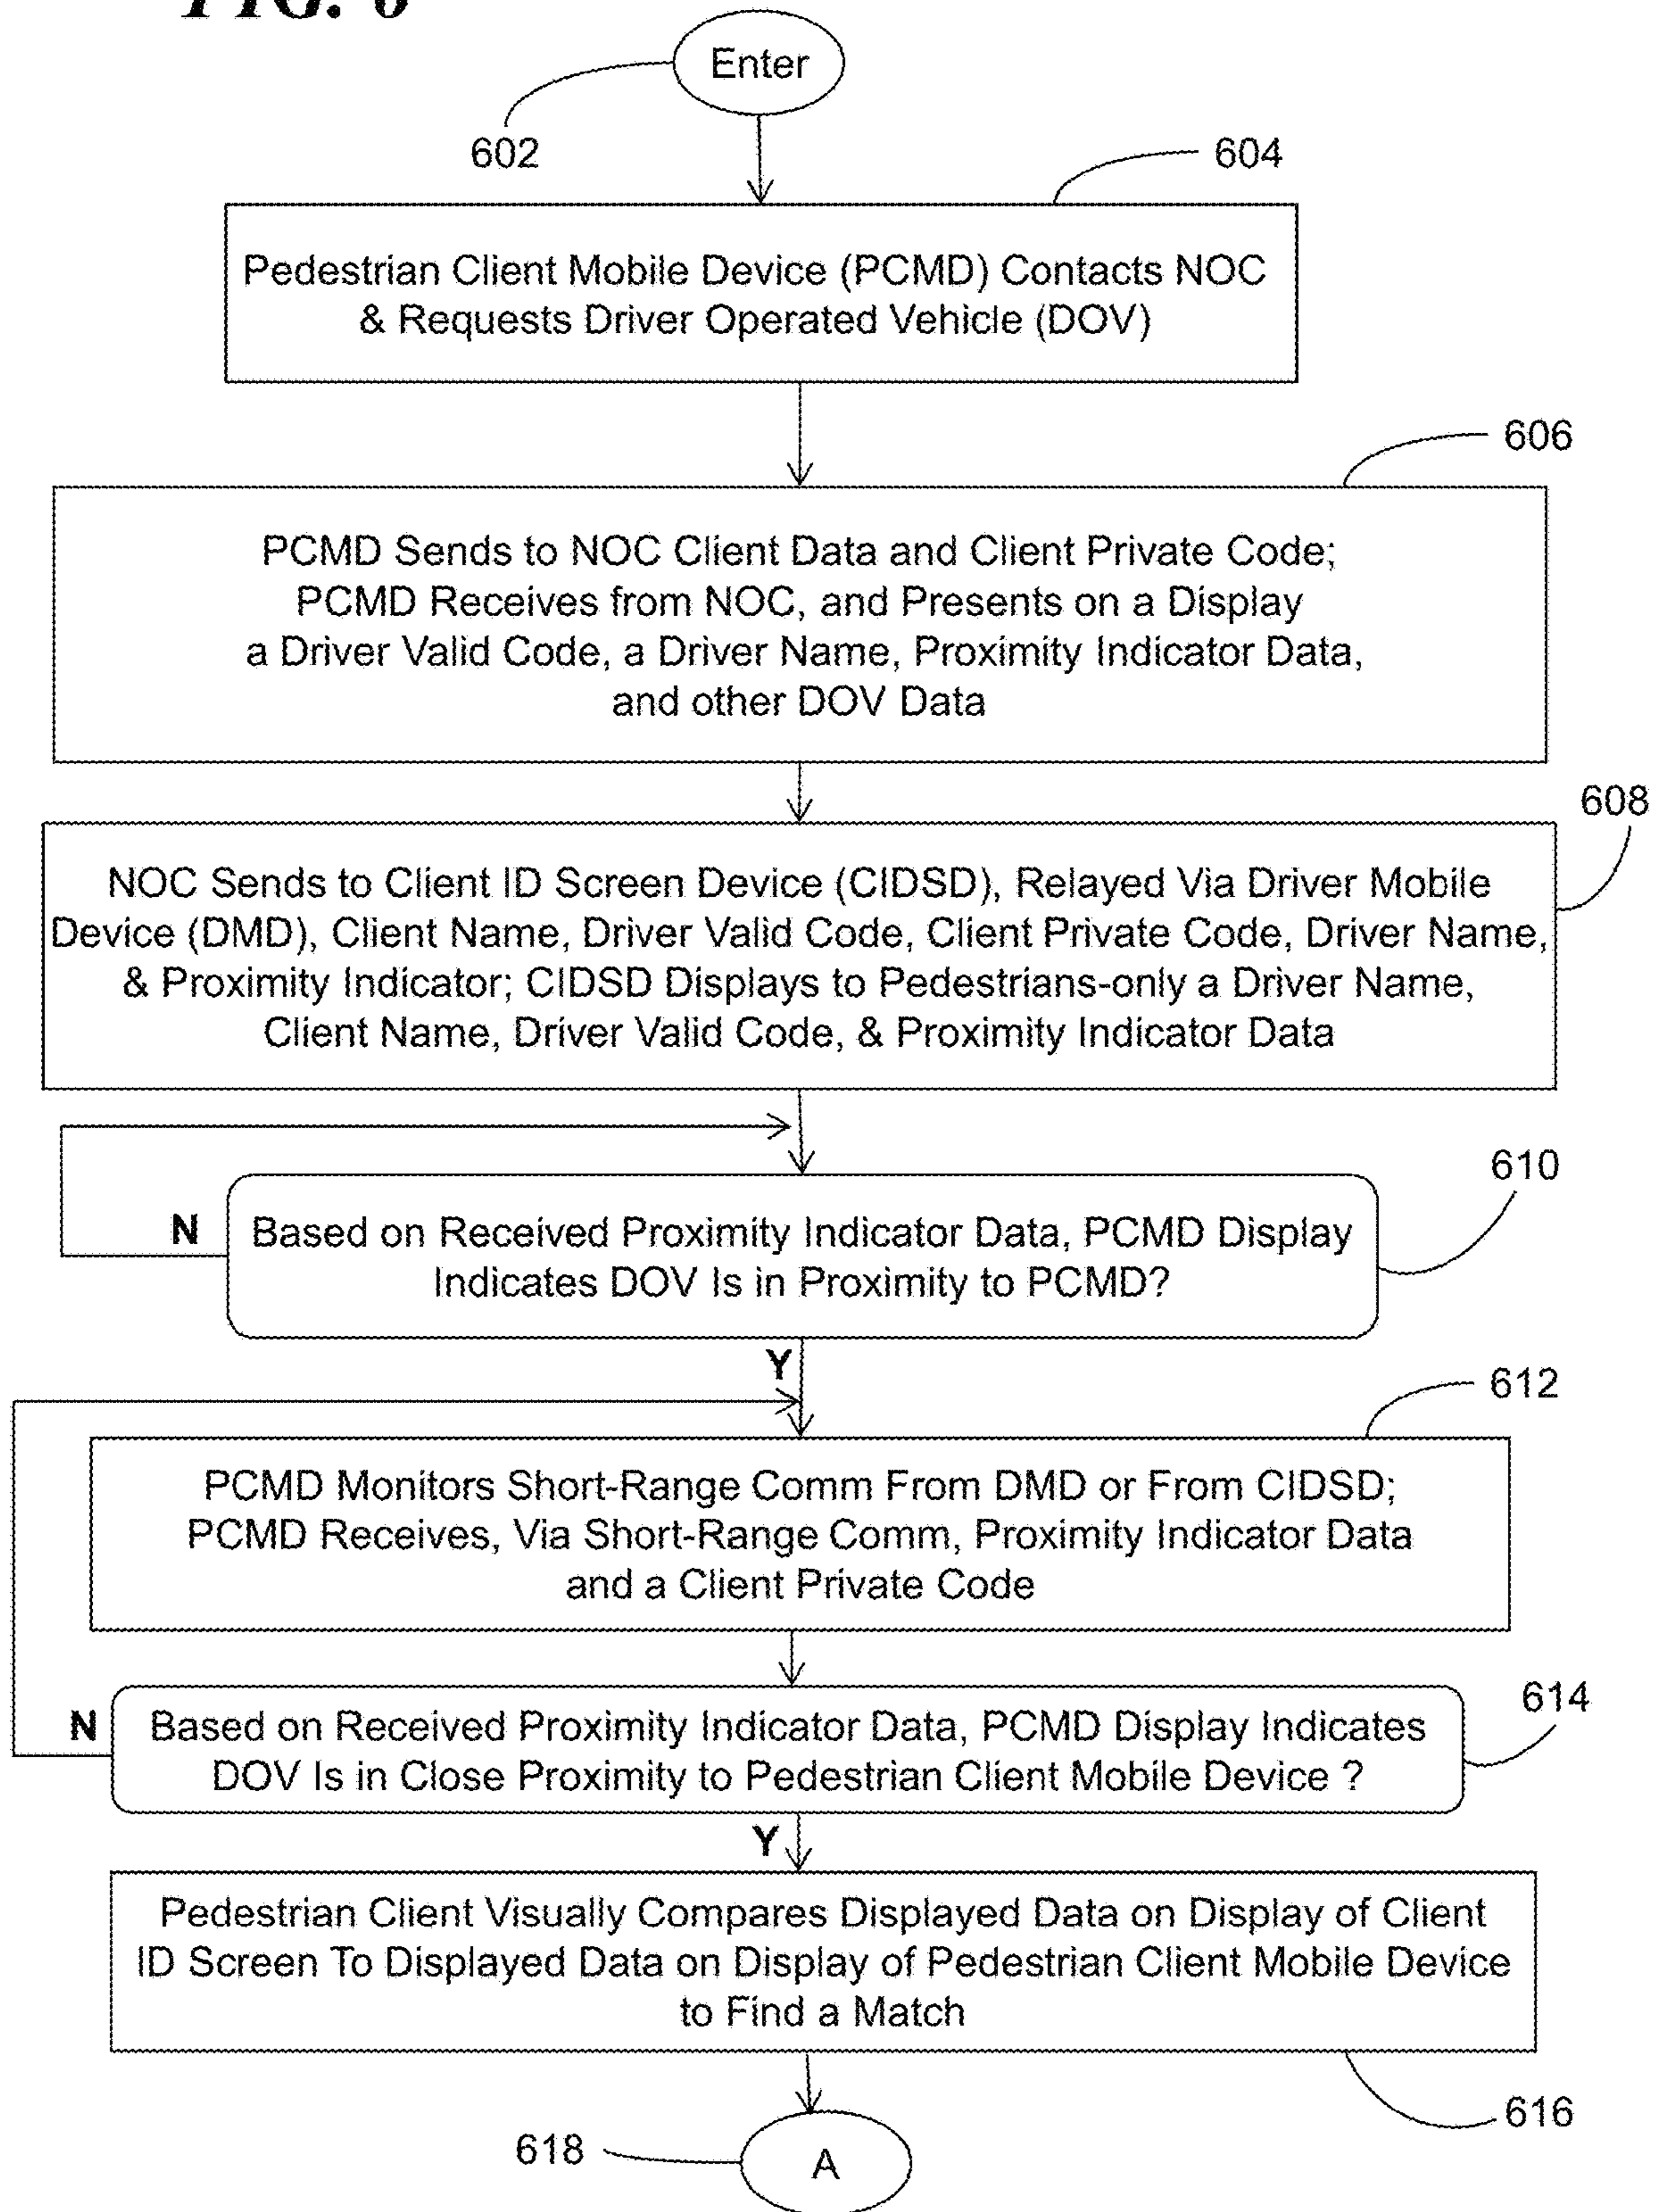 FIG. 6
Enter
602
604
Pedestrian Client Mobile Device (PCMD) Contacts NOC
& Requests Driver Operated Vehicle (DOV)
606
PCMD Sends to NOC Client Data and Client Private Code;
PCMD Receives from NOC, and Presents on a Display
a Driver Valid Code, a Driver Name, Proximity Indicator Data,
and other DOV Data
608
NOC Sends to Client ID Screen Device (CIDSD), Relayed Via Driver Mobile
Device (DMD), Client Name, Driver Valid Code, Client Private Code, Driver Name,
& Proximity Indicator; CIDSD Displays to Pedestrians-only a Driver Name,
Client Name, Driver Valid Code, & Proximity Indicator Data
610
N
Based on Received Proximity Indicator Data, PCMD Display
Indicates DOV Is in Proximity to PCMD?
Y
612
PCMD Monitors Short-Range Comm From DMD or From CIDSD;
PCMD Receives, Via Short-Range Comm, Proximity Indicator Data
and a Client Private Code
614
N
Based on Received Proximity Indicator Data, PCMD Display Indicates
DOV Is in Close Proximity to Pedestrian Client Mobile Device ?
Y
Pedestrian Client Visually Compares Displayed Data on Display of Client
ID Screen To Displayed Data on Display of Pedestrian Client Mobile Device
to Find a Match
616
618
A